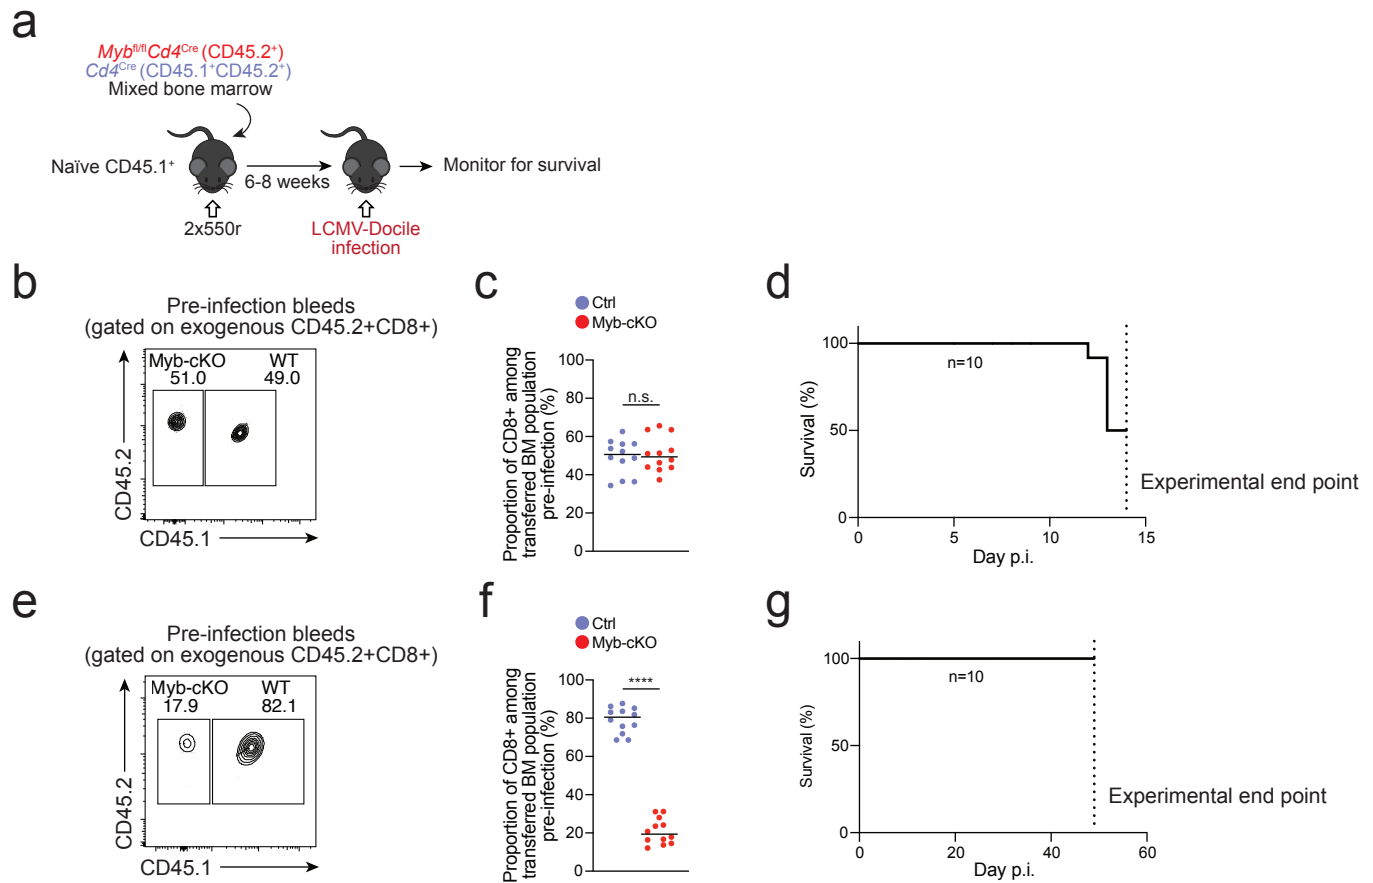 a
Myb^fl/fl Cd4^Cre (CD45.2⁺)
Cd4^Cre (CD45.1⁺CD45.2⁺)
Mixed bone marrow
Naïve CD45.1⁺
6-8 weeks
Monitor for survival
2x550r
LCMV-Docile
infection
b
Pre-infection bleeds
(gated on exogenous CD45.2+CD8+)
Myb-cKO WT
51.0 49.0
CD45.2
CD45.1
c
Ctrl
Myb-cKO
Proportion of CD8+ among
transferred BM population
pre-infection (%)
100
80
60
40
20
0
n.s.
d
Survival (%)
100
50
0
n=10
0 5 10 15
Day p.i.
Experimental end point
e
Pre-infection bleeds
(gated on exogenous CD45.2+CD8+)
Myb-cKO WT
17.9 82.1
CD45.2
CD45.1
f
Ctrl
Myb-cKO
Proportion of CD8+ among
transferred BM population
pre-infection (%)
100
80
60
40
20
0
****
g
Survival (%)
100
50
0
n=10
0 20 40 60
Day p.i.
Experimental end point